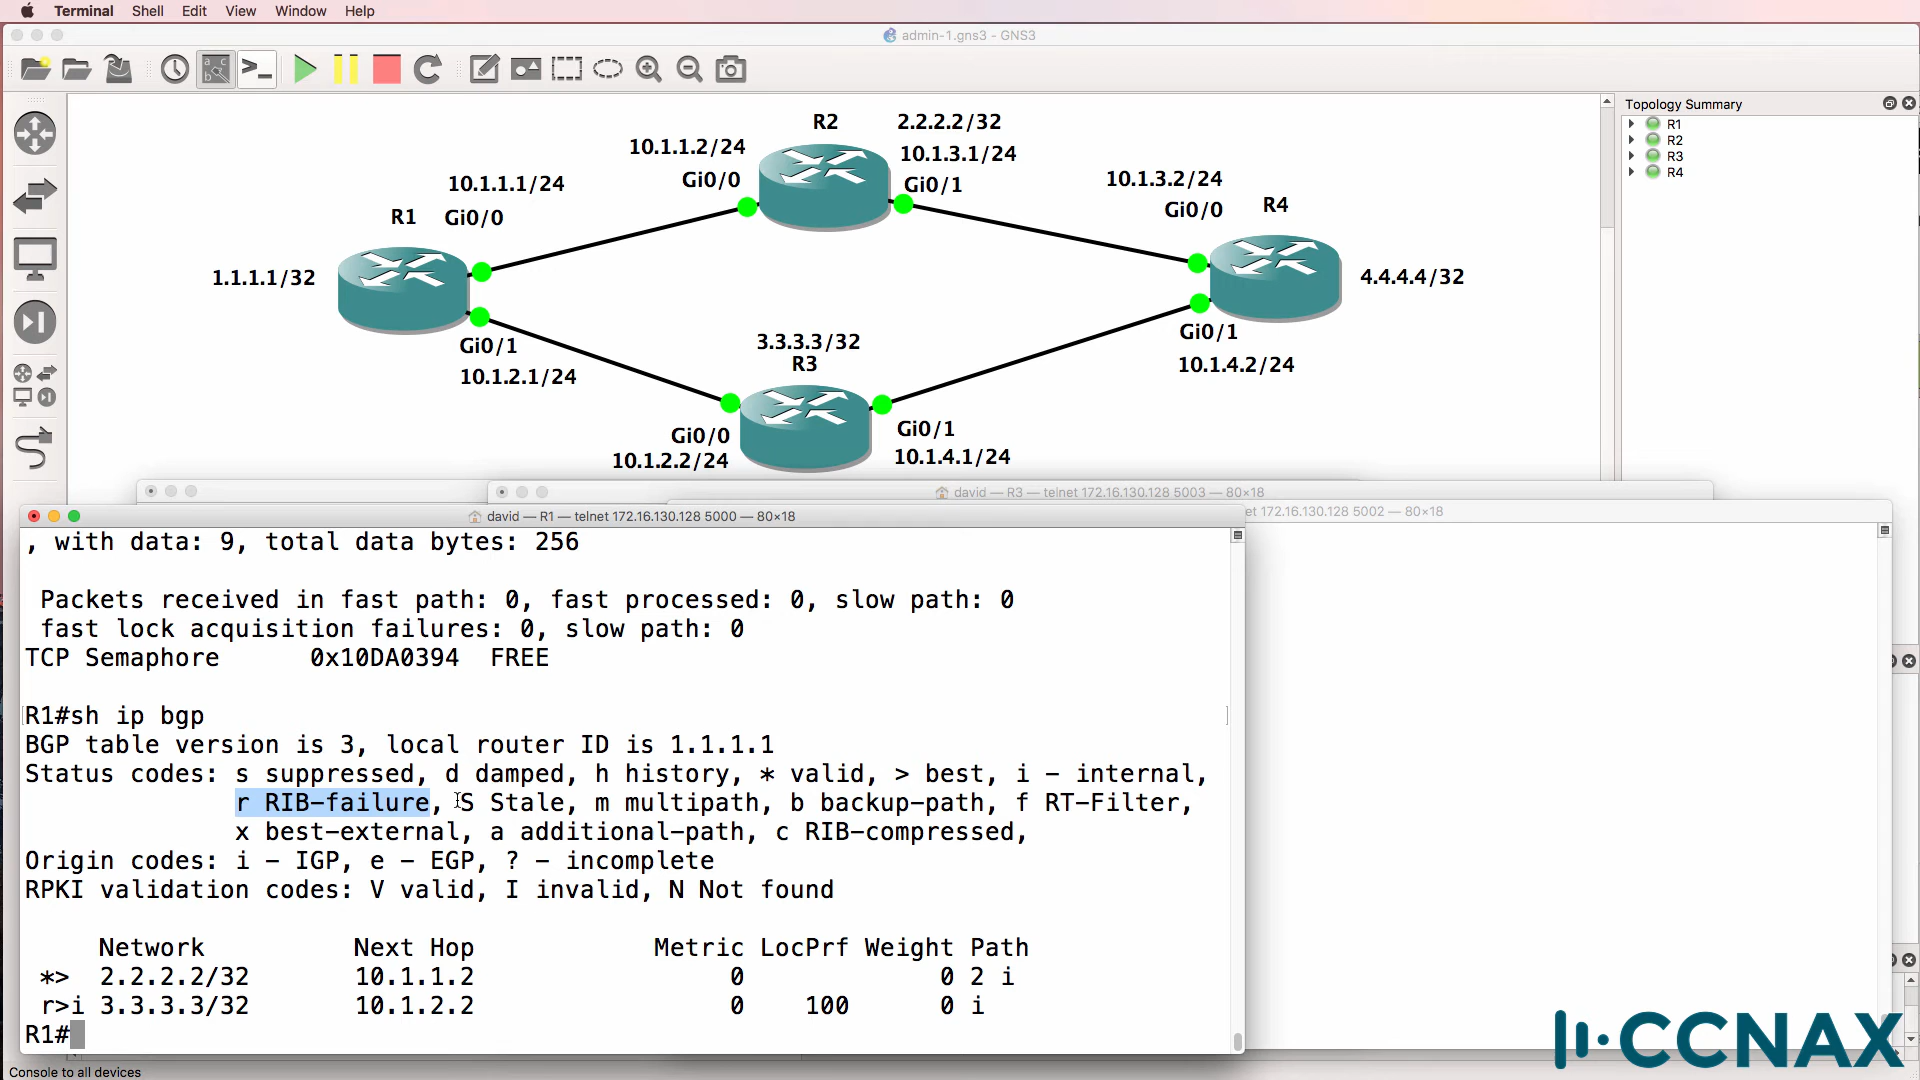 Terminal Shell Edit View Window Help
admin-1.gns3 - GNS3
Topology Summary
R1
R2
R3
R4
R2
2.2.2.2/32
10.1.1.2/24
10.1.3.1/24
Gi0/0
Gi0/1
10.1.1.1/24
R1
Gi0/0
10.1.3.2/24
Gi0/0
R4
1.1.1.1/32
4.4.4.4/32
Gi0/1
10.1.2.1/24
3.3.3.3/32
R3
Gi0/1
10.1.4.2/24
Gi0/0
10.1.2.2/24
Gi0/1
10.1.4.1/24
david — R3 — telnet 172.16.130.128 5003 — 80×18
et 172.16.130.128 5002 — 80×18
david — R1 — telnet 172.16.130.128 5000 — 80×18
, with data: 9, total data bytes: 256
Packets received in fast path: 0, fast processed: 0, slow path: 0
fast lock acquisition failures: 0, slow path: 0
TCP Semaphore 0x10DA0394 FREE
R1#sh ip bgp
BGP table version is 3, local router ID is 1.1.1.1
Status codes: s suppressed, d damped, h history, * valid, > best, i - internal,
r RIB-failure, S Stale, m multipath, b backup-path, f RT-Filter,
x best-external, a additional-path, c RIB-compressed,
Origin codes: i - IGP, e - EGP, ? - incomplete
RPKI validation codes: V valid, I invalid, N Not found
Network Next Hop Metric LocPrf Weight Path
*> 2.2.2.2/32 10.1.1.2 0 0 2 i
r>i 3.3.3.3/32 10.1.2.2 0 100 0 i
R1#
Console to all devices
CCNAX